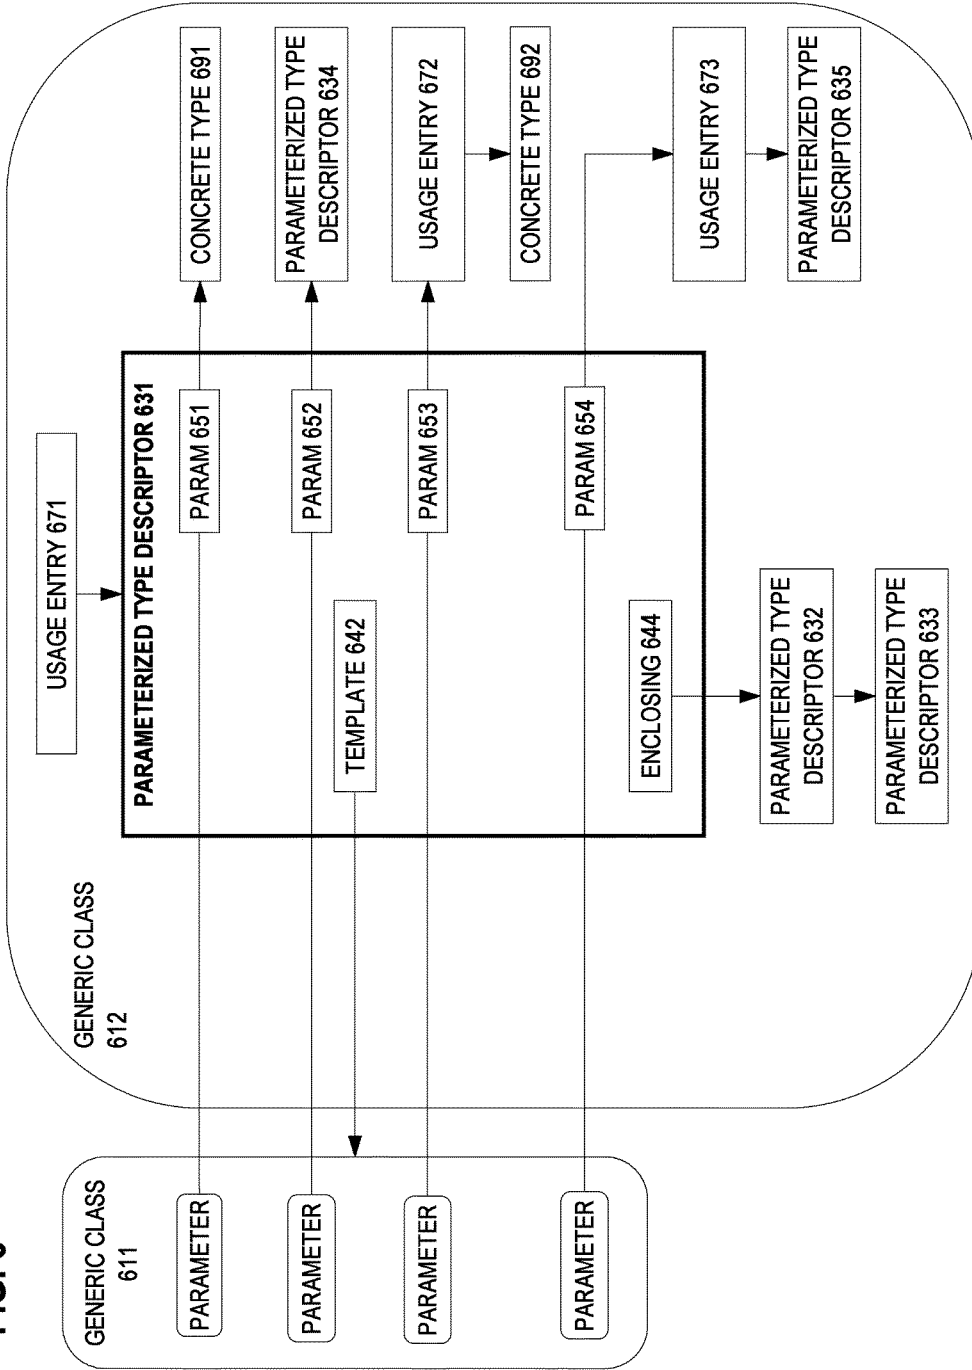 GENERIC CLASS
611
PARAMETER
PARAMETER
PARAMETER
PARAMETER
GENERIC CLASS
612
USAGE ENTRY 671
PARAMETERIZED TYPE DESCRIPTOR 631
PARAM 651
PARAM 652
TEMPLATE 642
PARAM 653
PARAM 654
ENCLOSING 644
PARAMETERIZED TYPE
DESCRIPTOR 632
PARAMETERIZED TYPE
DESCRIPTOR 633
CONCRETE TYPE 691
PARAMETERIZED TYPE
DESCRIPTOR 634
USAGE ENTRY 672
CONCRETE TYPE 692
USAGE ENTRY 673
PARAMETERIZED TYPE
DESCRIPTOR 635